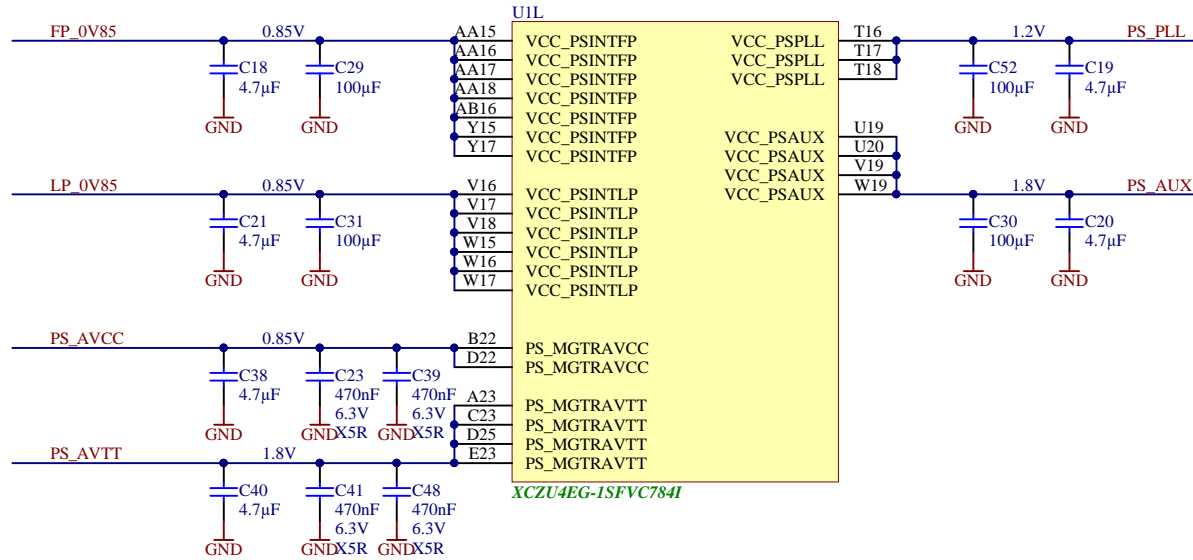 U1L
FP_0V85 0.85V AA15 VCC_PSINTFP VCC_PSPLL T16 1.2V PS_PLL
AA16 VCC_PSINTFP VCC_PSPLL T17
C18 C29 AA17 VCC_PSINTFP VCC_PSPLL T18 C52 C19
4.7µF 100µF AA18 VCC_PSINTFP 100µF 4.7µF
AB16 VCC_PSINTFP
GND GND Y15 VCC_PSINTFP VCC_PSAUX U19 GND GND
Y17 VCC_PSINTFP VCC_PSAUX U20
VCC_PSAUX V19
LP_0V85 0.85V V16 VCC_PSINTLP VCC_PSAUX W19 1.8V PS_AUX
V17 VCC_PSINTLP
C21 C31 V18 VCC_PSINTLP C30 C20
4.7µF 100µF W15 VCC_PSINTLP 100µF 4.7µF
W16 VCC_PSINTLP
GND GND W17 VCC_PSINTLP GND GND
PS_AVCC 0.85V B22 PS_MGTRAVCC
D22 PS_MGTRAVCC
C38 C23 C39
4.7µF 470nF 470nF
A23 PS_MGTRAVTT
6.3V 6.3V C23 PS_MGTRAVTT
GND GND X5R GND X5R D25 PS_MGTRAVTT
PS_AVTT 1.8V E23 PS_MGTRAVTT
C40 C41 C48 XCZU4EG-1SFVC784I
4.7µF 470nF 470nF
6.3V 6.3V
GND GND X5R GND X5R